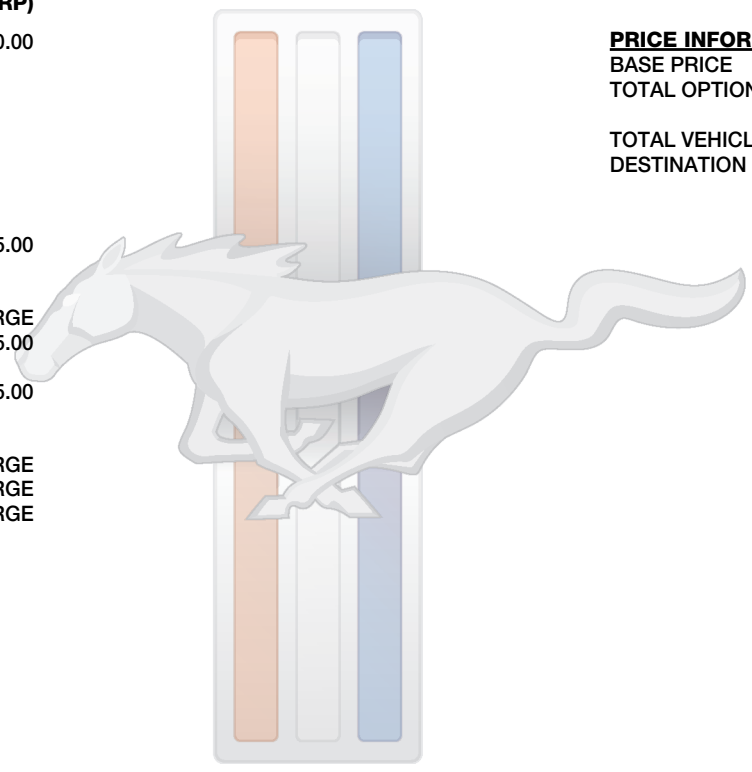 RP)
0.00
5.00
RGE
5.00
5.00
RGE
RGE
RGE
PRICE INFOR
BASE PRICE
TOTAL OPTION
TOTAL VEHICL
DESTINATION